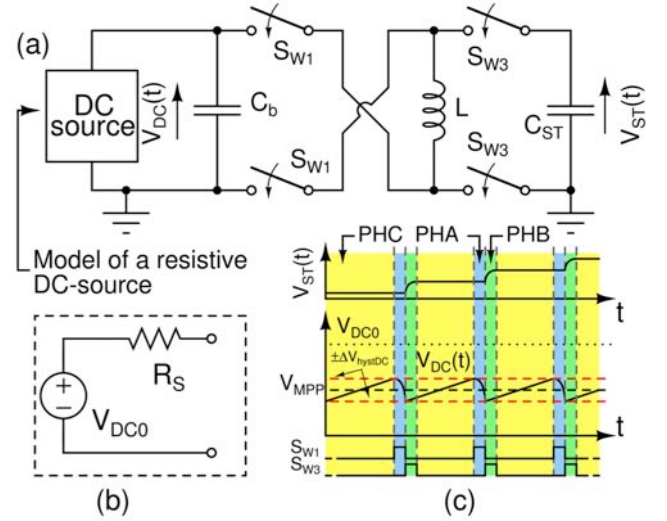 (a)
S_W1
S_W3
DC
source
V_DC(t)
C_b
L
C_ST
V_ST(t)
S_W1
S_W3
Model of a resistive
DC-source
PHC PHA PHB
V_ST(t)
t
V_DC0
±ΔV_hystDC
V_DC(t)
V_MPP
t
S_W1
S_W3
R_S
+
−
V_DC0
(b)
(c)